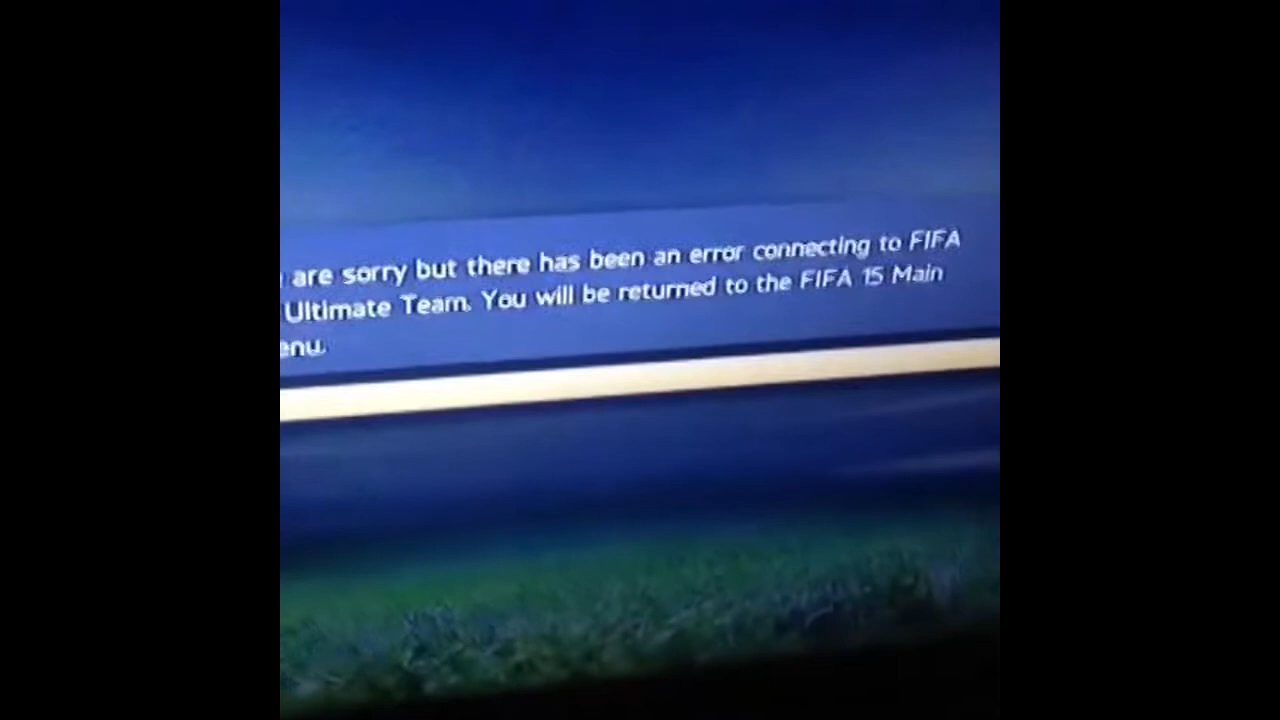 are sorry but there has been an error connecting to FIFA
Ultimate Team. You will be returned to the FIFA 15 Main
enu.